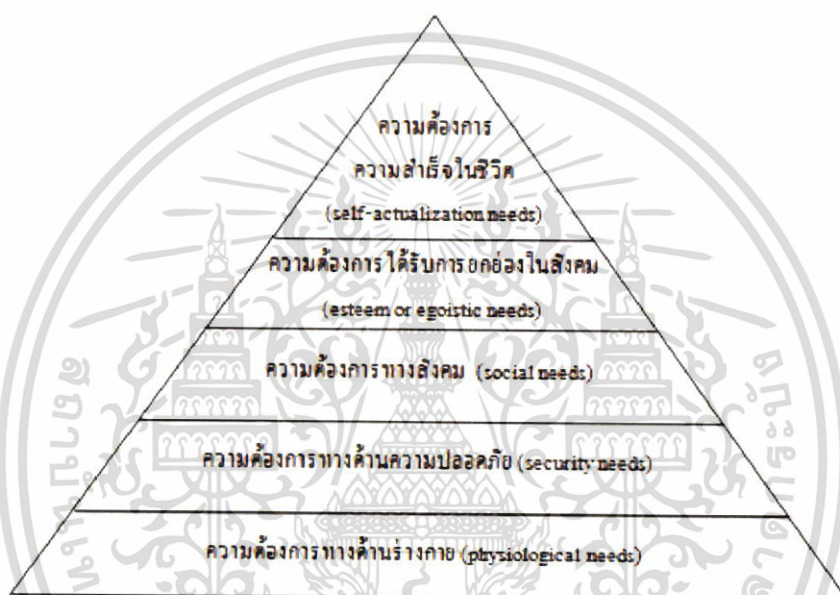 ความต้องการ
ความสำเร็จในชีวิต
(self-actualization needs)
ความต้องการ ได้รับการยกย่องในสังคม
(esteem or egoistic needs)
ความต้องการทางสังคม (social needs)
ความต้องการทางด้านความปลอดภัย (security needs)
ความต้องการทางด้านร่างกาย (physiological needs)